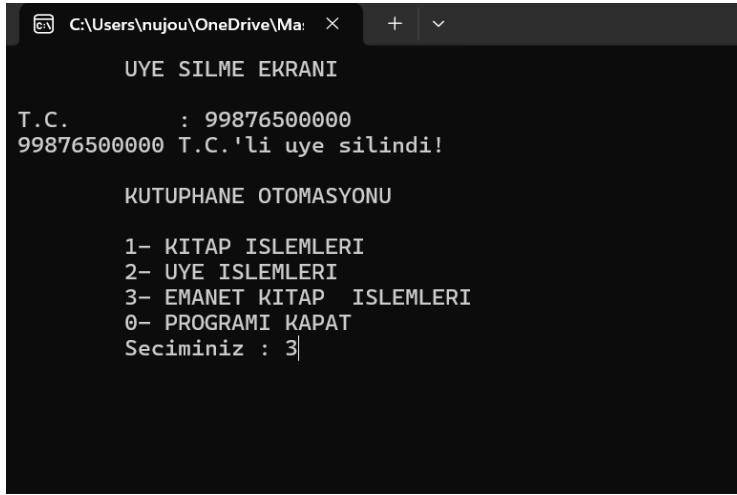 C:\Users\nujou\OneDrive\Ma:
UYE SILME EKRANI
T.C. : 99876500000
99876500000 T.C.'li uye silindi!
KUTUPHANE OTOMASYONU
1- KITAP ISLEMLERI
2- UYE ISLEMLERI
3- EMANET KITAP ISLEMLERI
0- PROGRAMI KAPAT
Seciminiz : 3